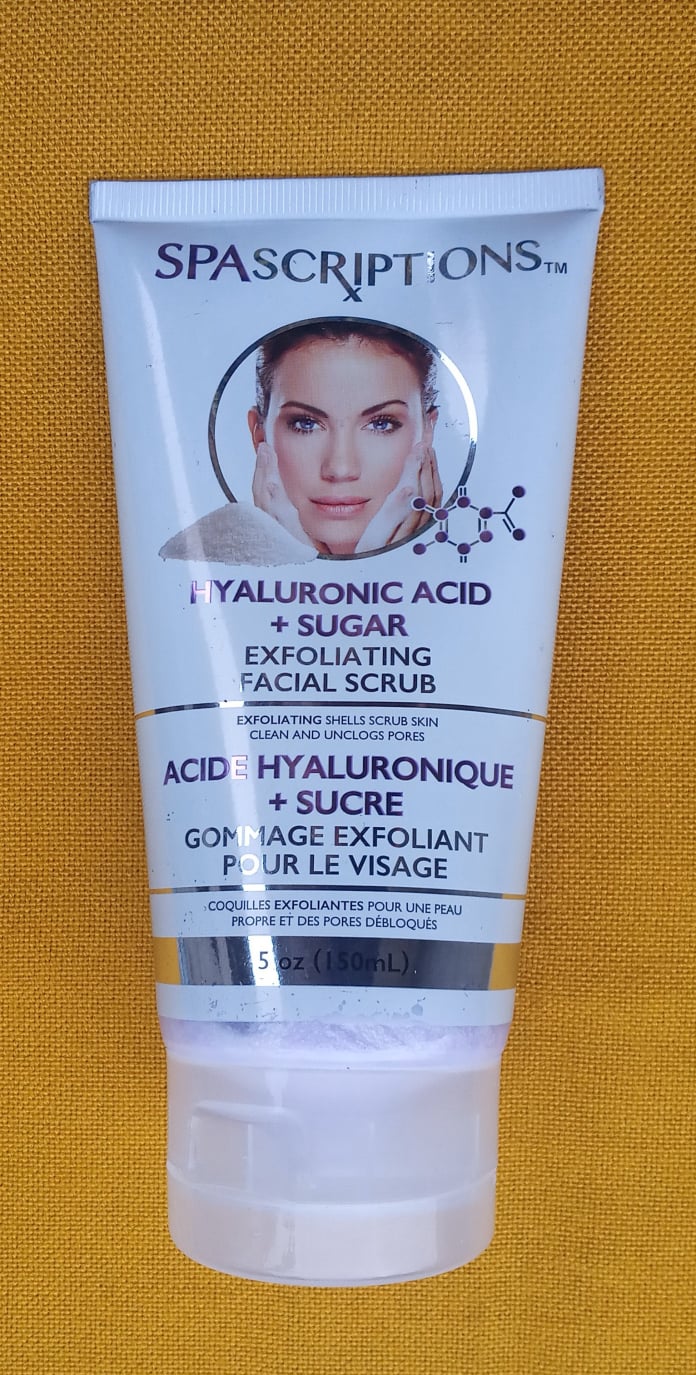 SPASCRIPTIONS™
HYALURONIC ACID
+ SUGAR
EXFOLIATING
FACIAL SCRUB
EXFOLIATING SHELLS SCRUB SKIN
CLEAN AND UNCLOGS PORES
ACIDE HYALURONIQUE
+ SUCRE
GOMMAGE EXFOLIANT
POUR LE VISAGE
COQUILLES EXFOLIANTES POUR UNE PEAU
PROPRE ET DES PORES DÉBLOQUÉS
5 oz (150mL)